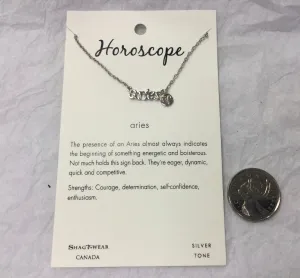 Horoscope
aries
aries
The presence of an Aries almost always indicates
the beginning of something energetic and boisterous.
Not much holds this sign back. They're eager, dynamic,
quick and competitive.
Strengths: Courage, determination, self-confidence,
enthusiasm.
SHAGWEAR
CANADA
SILVER
TONE